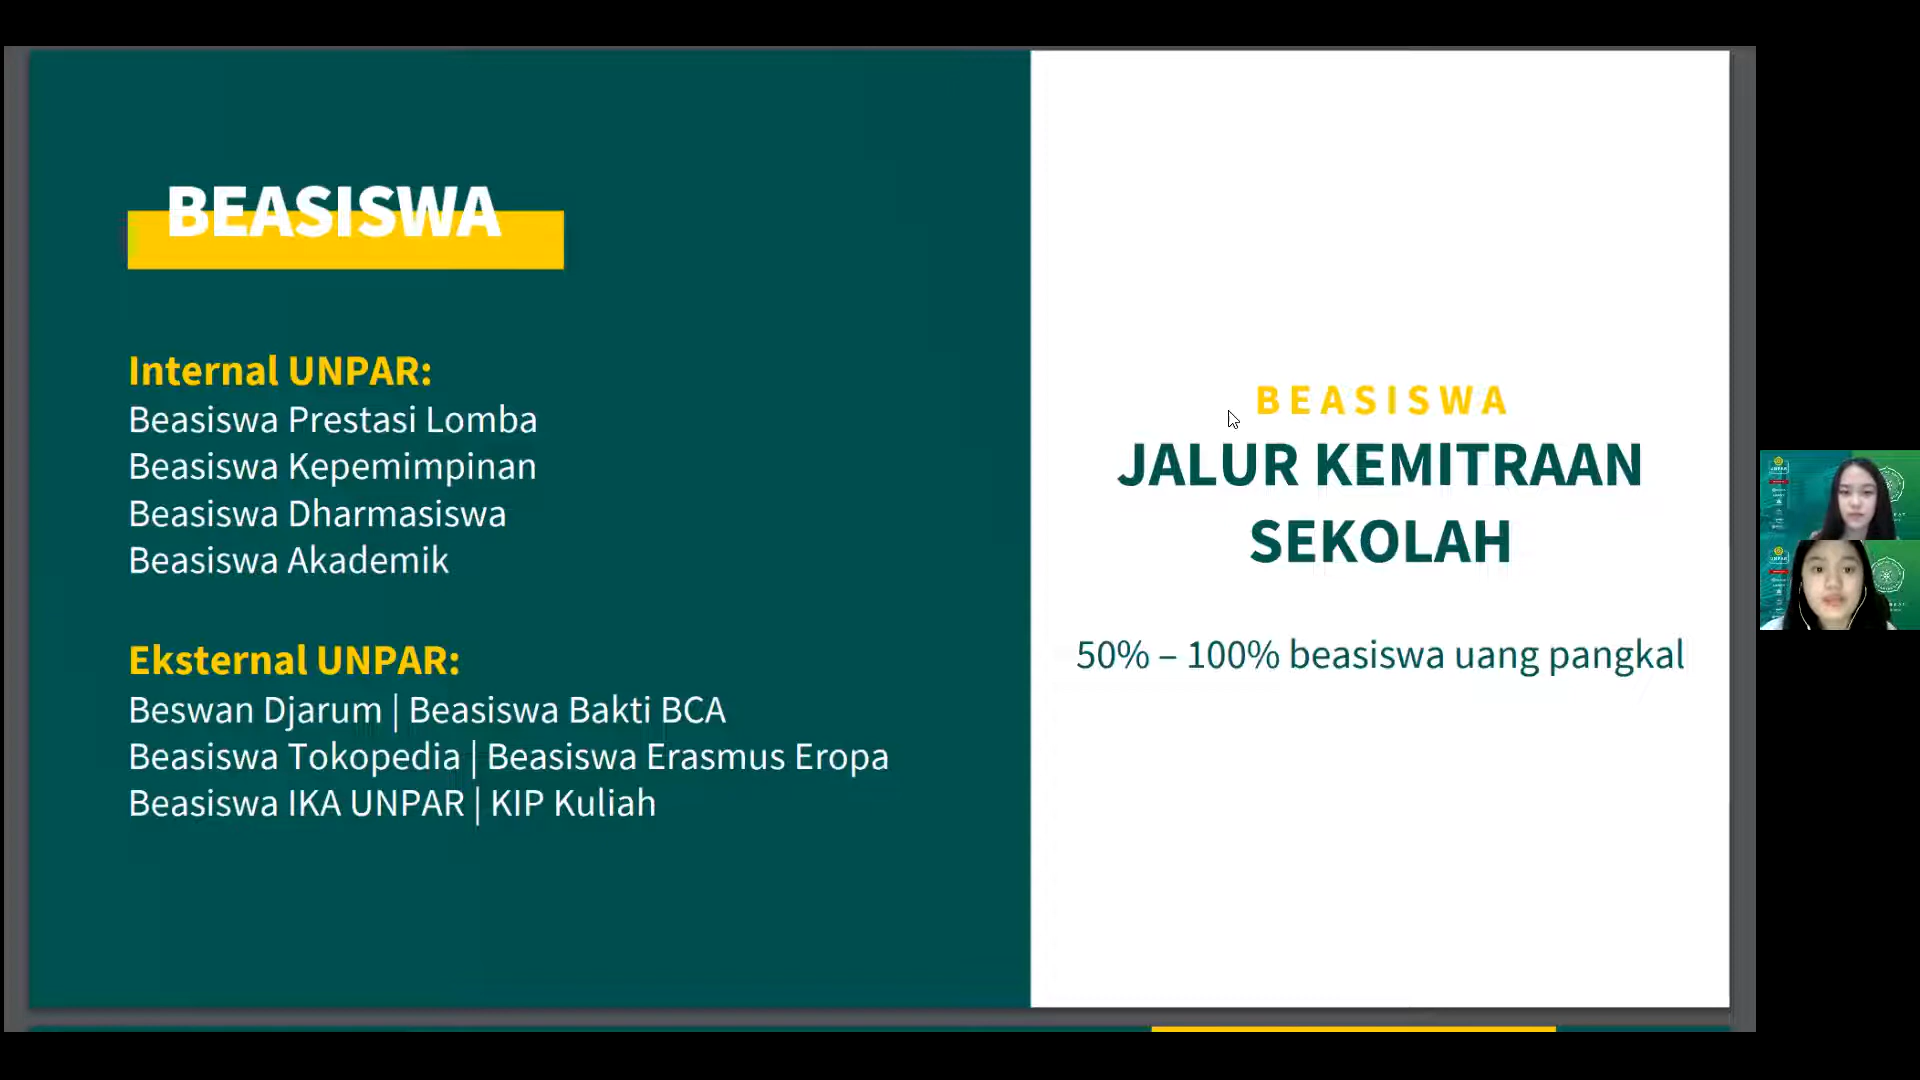 BEASISWA
Internal UNPAR:
Beasiswa Prestasi Lomba
Beasiswa Kepemimpinan
Beasiswa Dharmasiswa
Beasiswa Akademik
Eksternal UNPAR:
Beswan Djarum | Beasiswa Bakti BCA
Beasiswa Tokopedia | Beasiswa Erasmus Eropa
Beasiswa IKA UNPAR | KIP Kuliah
BEASISWA
JALUR KEMITRAAN
SEKOLAH
50% – 100% beasiswa uang pangkal